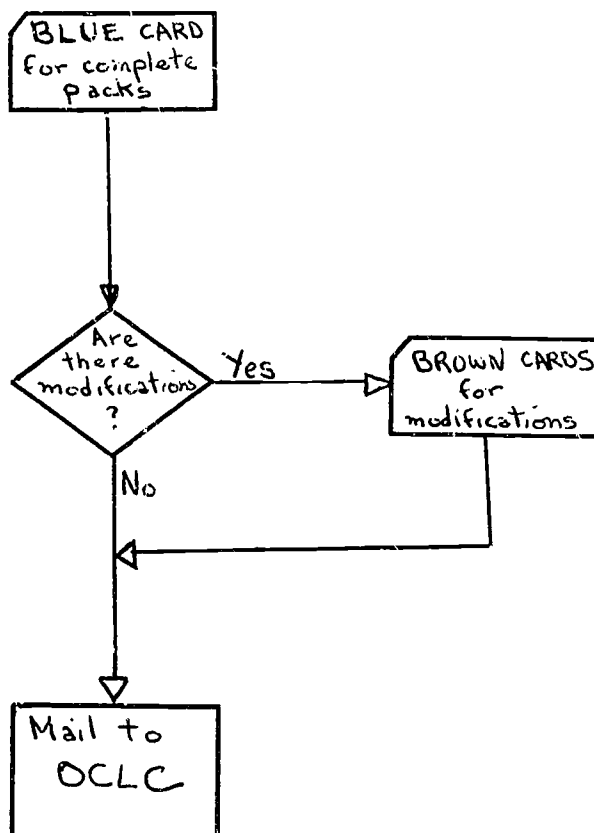 BLUE CARD
for complete
packs
Are
there
modifications
?
Yes
BROWN CARDS
for
modifications
No
Mail to
OCLC